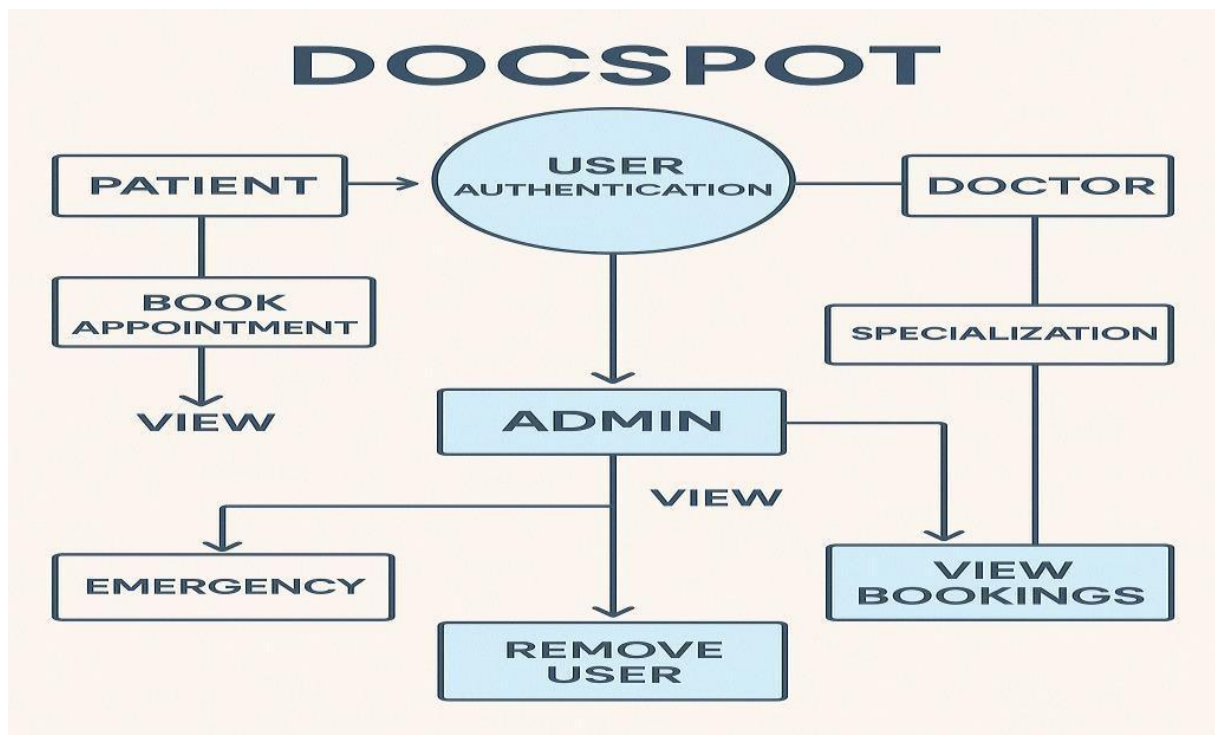 DOCSPOT
PATIENT
USER
AUTHENTICATION
DOCTOR
BOOK
APPOINTMENT
SPECIALIZATION
VIEW
ADMIN
VIEW
EMERGENCY
VIEW
BOOKINGS
REMOVE
USER